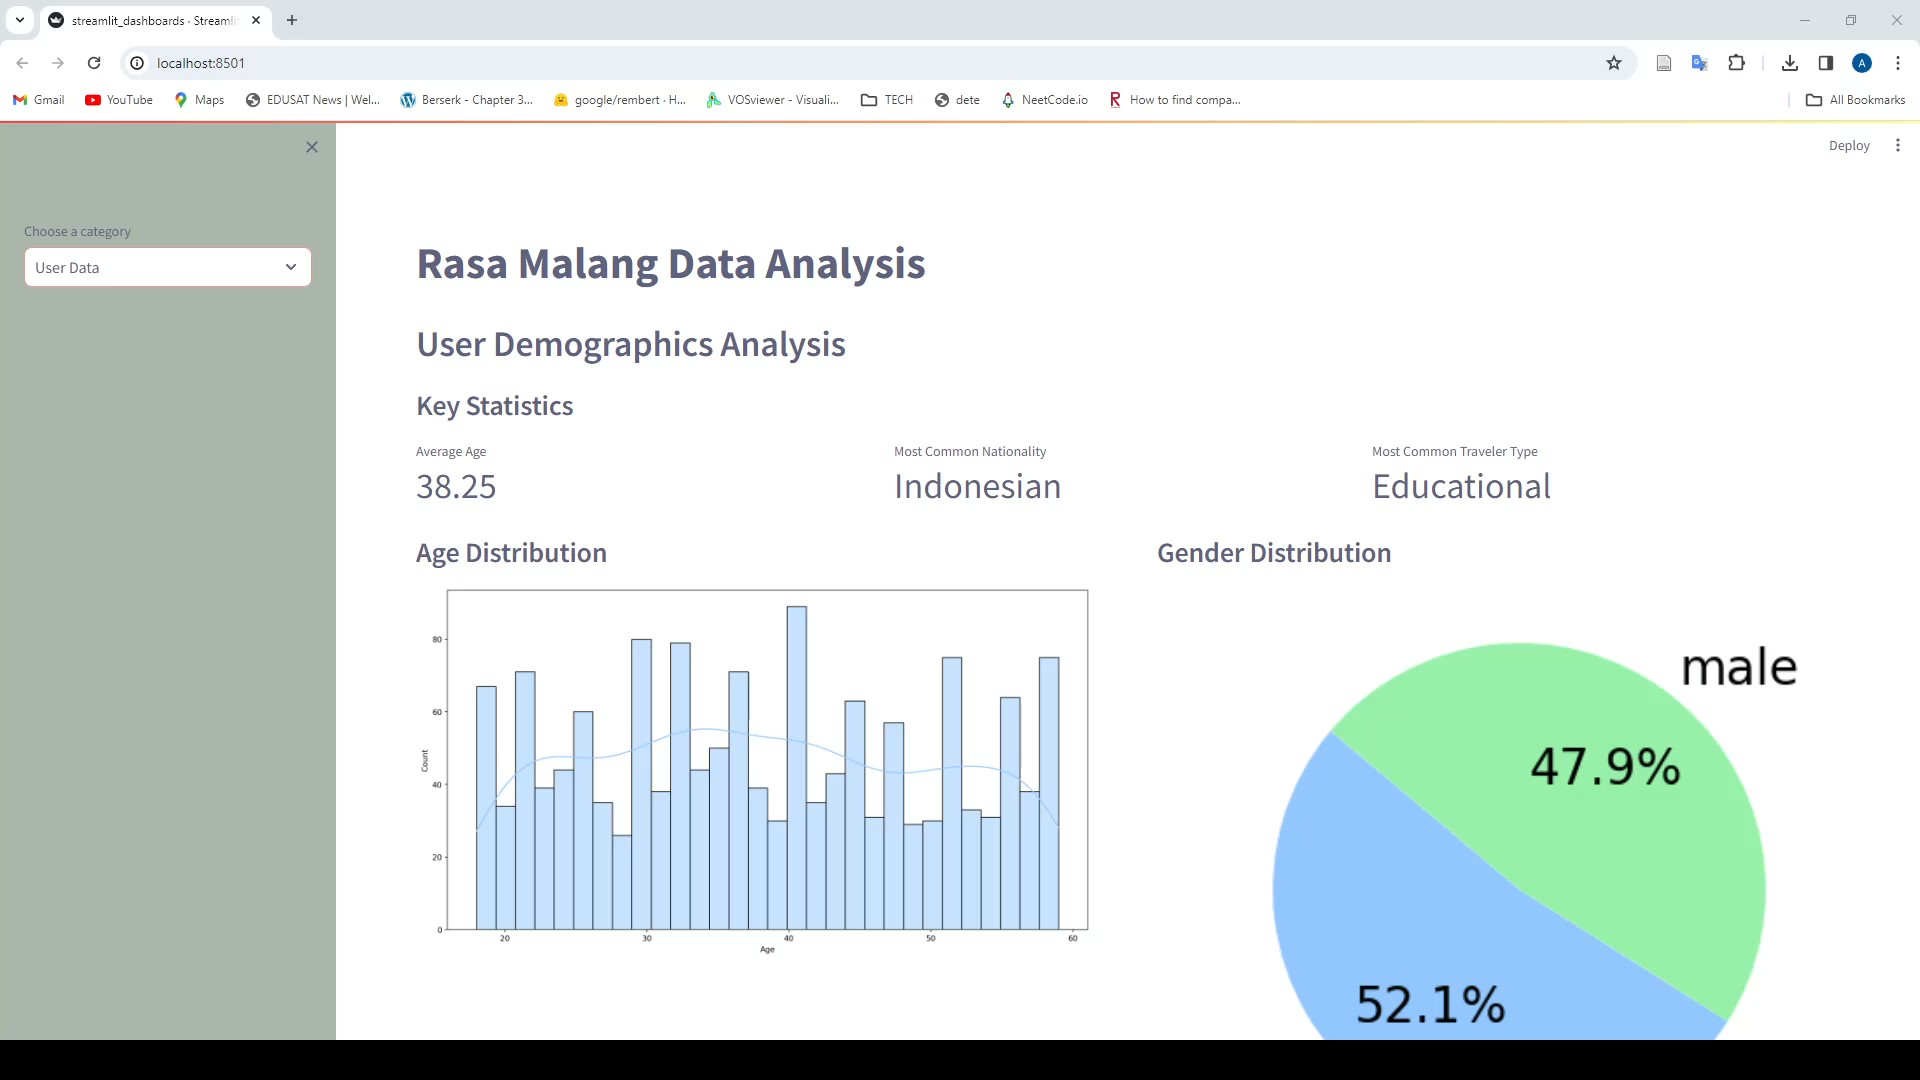 streamlit_dashboards · Streamli
localhost:8501
Gmail
YouTube
Maps
EDUSAT News | Wel...
Berserk - Chapter 3...
google/rembert · H...
VOSviewer - Visuali...
TECH
dete
NeetCode.io
How to find compa...
All Bookmarks
A
Deploy
Choose a category
User Data
Rasa Malang Data Analysis
User Demographics Analysis
Key Statistics
Average Age
38.25
Most Common Nationality
Indonesian
Most Common Traveler Type
Educational
Age Distribution
Count
80
60
40
20
0
20 30 40 50 60
Age
Gender Distribution
male
47.9%
52.1%